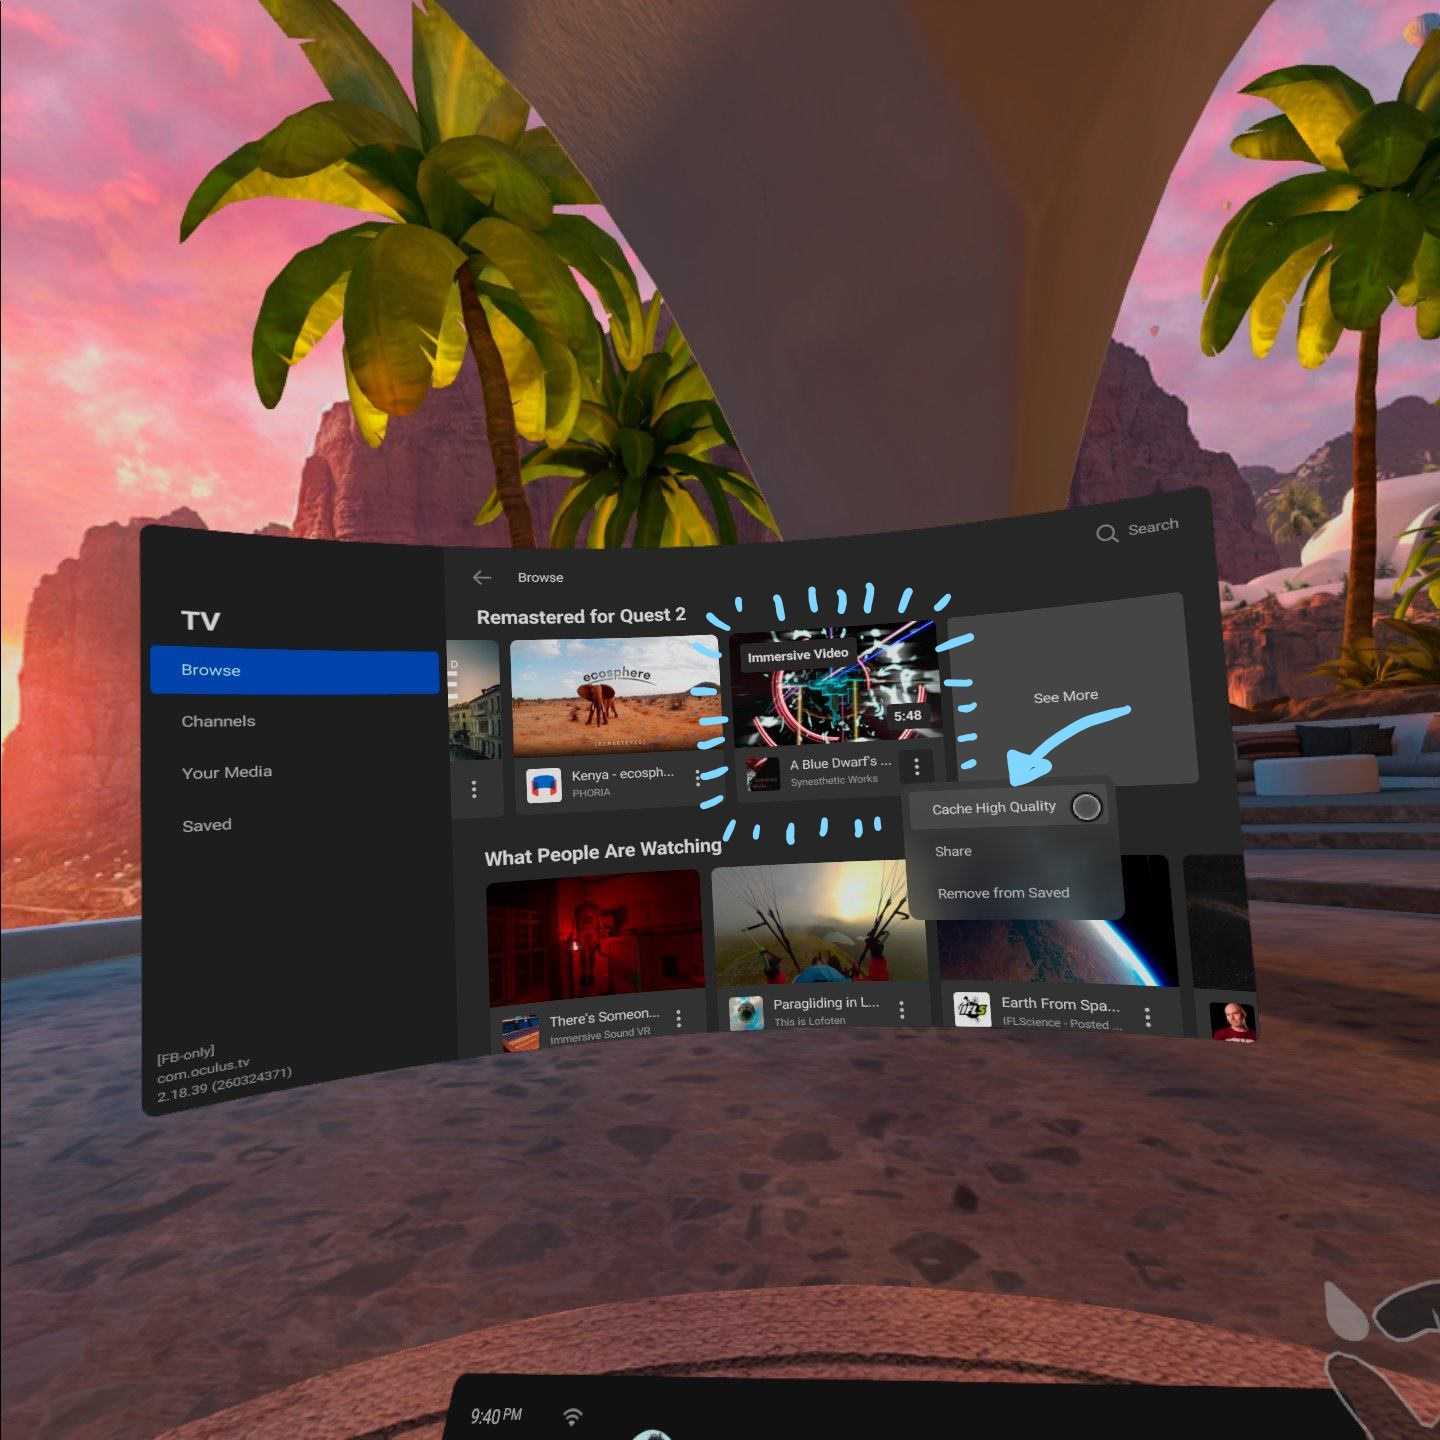 Search
TV
Browse
Channels
Your Media
Saved
[FB-only]
com.oculus.tv
2.18.39 (260324371)
Browse
Remastered for Quest 2
D
ecosphere
Kenya - ecosph...
PHORIA
Immersive Video
5:48
A Blue Dwarf's ...
Synesthetic Works
See More
Cache High Quality
Share
Remove from Saved
What People Are Watching
There's Someon...
Immersive Sound VR
Paragliding in L...
This is Lofoten
IFLS
Earth From Spa...
IFLScience - Posted ...
9:40 PM